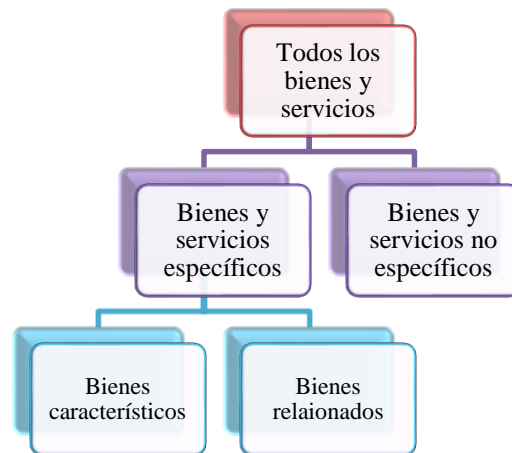 Todos los
bienes y
servicios
Bienes y
servicios
específicos
Bienes y
servicios no
específicos
Bienes
característicos
Bienes
relaionados